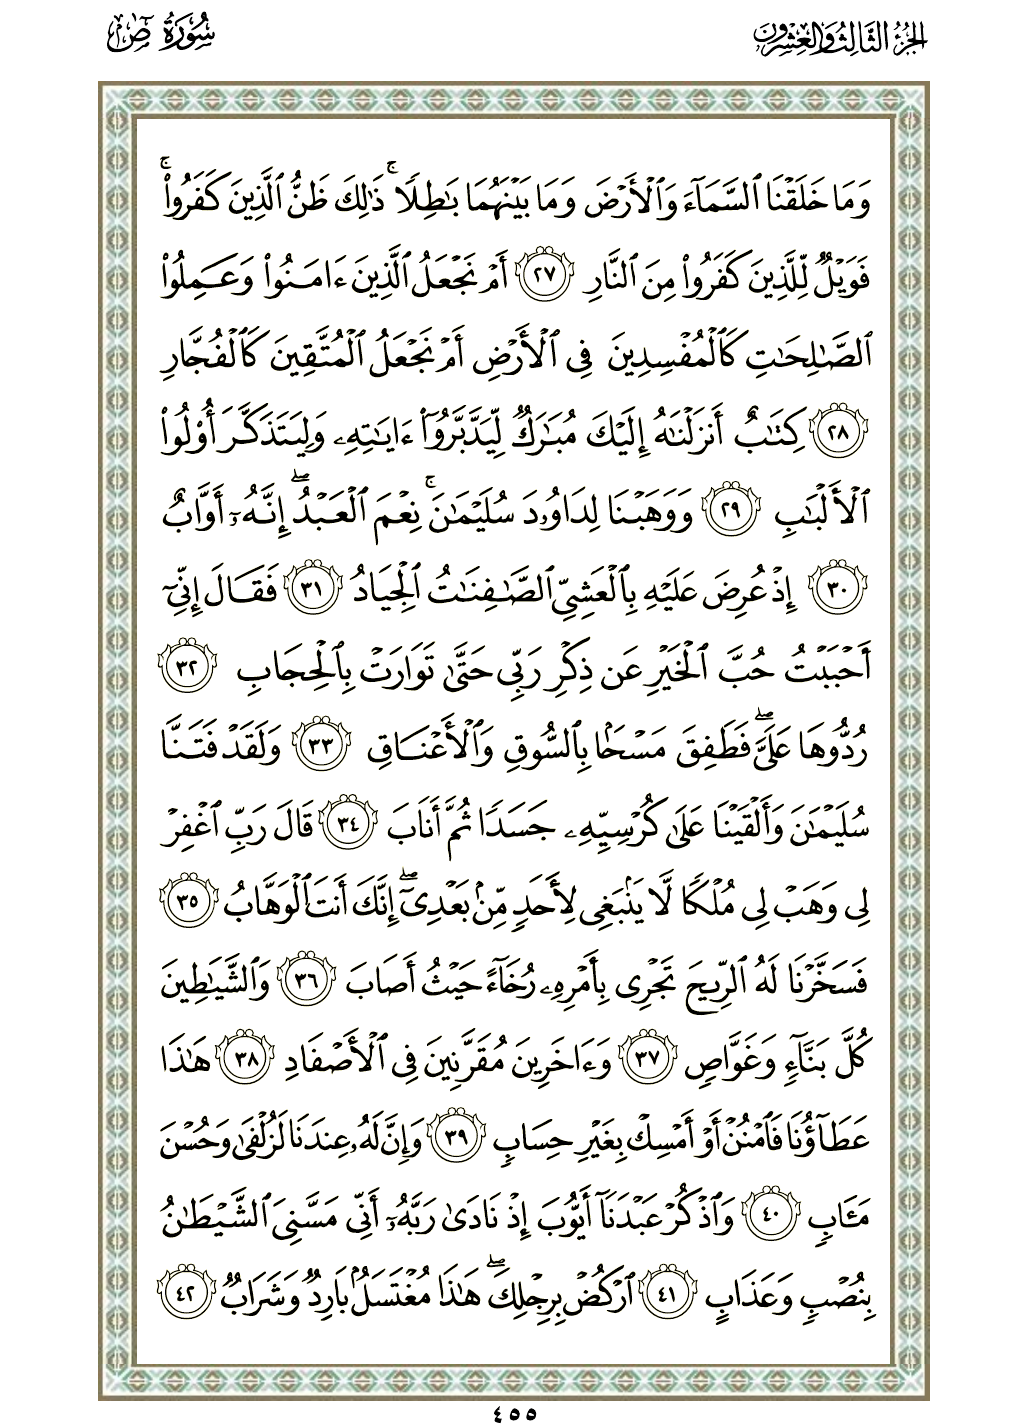 الجزء الثالث والعشرون
سورة ص
وَمَا خَلَقْنَا ٱلسَّمَآءَ وَٱلْأَرْضَ وَمَا بَيْنَهُمَا بَٰطِلًا ۚ ذَٰلِكَ ظَنُّ ٱلَّذِينَ كَفَرُوا۟ ۚ
فَوَيْلٌ لِّلَّذِينَ كَفَرُوا۟ مِنَ ٱلنَّارِ ٢٧ أَمْ نَجْعَلُ ٱلَّذِينَ ءَامَنُوا۟ وَعَمِلُوا۟
ٱلصَّٰلِحَٰتِ كَٱلْمُفْسِدِينَ فِى ٱلْأَرْضِ أَمْ نَجْعَلُ ٱلْمُتَّقِينَ كَٱلْفُجَّارِ
٢٨ كِتَٰبٌ أَنزَلْنَٰهُ إِلَيْكَ مُبَٰرَكٌ لِّيَدَّبَّرُوٓا۟ ءَايَٰتِهِۦ وَلِيَتَذَكَّرَ أُو۟لُوا۟
ٱلْأَلْبَٰبِ ٢٩ وَوَهَبْنَا لِدَاوُۥدَ سُلَيْمَٰنَ ۚ نِعْمَ ٱلْعَبْدُ ۖ إِنَّهُۥٓ أَوَّابٌ
٣٠ إِذْ عُرِضَ عَلَيْهِ بِٱلْعَشِىِّ ٱلصَّٰفِنَٰتُ ٱلْجِيَادُ ٣١ فَقَالَ إِنِّىٓ
أَحْبَبْتُ حُبَّ ٱلْخَيْرِ عَن ذِكْرِ رَبِّى حَتَّىٰ تَوَارَتْ بِٱلْحِجَابِ ٣٢
رُدُّوهَا عَلَىَّ ۖ فَطَفِقَ مَسْحًۢا بِٱلسُّوقِ وَٱلْأَعْنَاقِ ٣٣ وَلَقَدْ فَتَنَّا
سُلَيْمَٰنَ وَأَلْقَيْنَا عَلَىٰ كُرْسِيِّهِۦ جَسَدًا ثُمَّ أَنَابَ ٣٤ قَالَ رَبِّ ٱغْفِرْ
لِى وَهَبْ لِى مُلْكًا لَّا يَنۢبَغِى لِأَحَدٍ مِّنۢ بَعْدِىٓ ۖ إِنَّكَ أَنتَ ٱلْوَهَّابُ ٣٥
فَسَخَّرْنَا لَهُ ٱلرِّيحَ تَجْرِى بِأَمْرِهِۦ رُخَآءً حَيْثُ أَصَابَ ٣٦ وَٱلشَّيَٰطِينَ
كُلَّ بَنَّآءٍ وَغَوَّاصٍ ٣٧ وَءَاخَرِينَ مُقَرَّنِينَ فِى ٱلْأَصْفَادِ ٣٨ هَٰذَا
عَطَآؤُنَا فَٱمْنُنْ أَوْ أَمْسِكْ بِغَيْرِ حِسَابٍ ٣٩ وَإِنَّ لَهُۥ عِندَنَا لَزُلْفَىٰ وَحُسْنَ
مَـَٔابٍ ٤٠ وَٱذْكُرْ عَبْدَنَآ أَيُّوبَ إِذْ نَادَىٰ رَبَّهُۥٓ أَنِّى مَسَّنِىَ ٱلشَّيْطَٰنُ
بِنُصْبٍ وَعَذَابٍ ٤١ ٱرْكُضْ بِرِجْلِكَ ۖ هَٰذَا مُغْتَسَلٌۢ بَارِدٌ وَشَرَابٌ ٤٢
٤٥٥